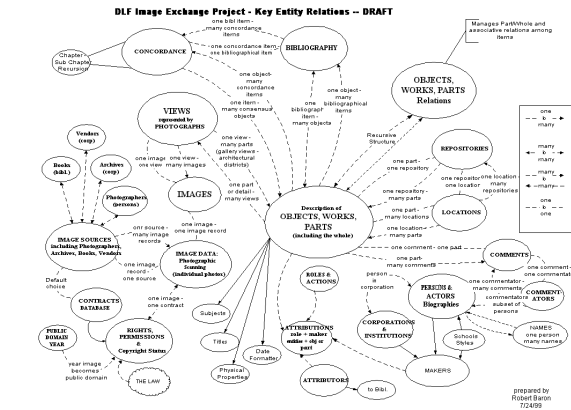 DLF Image Exchange Project - Key Entity Relations -- DRAFT
Manages Part/Whole and
associative relations among
items
one bibl item -
many concordance
items
CONCORDANCE
BIBLIOGRAPHY
one concordance item -
one bibliographical item
Chapter -
Sub Chapter
Recursion
one object-
many
concordance
items
one item -
many consensus
objects
one
bibliograph
item -
many objects
one object -
many
bibliographical
items
OBJECTS,
WORKS, PARTS
Relations
VIEWS
represented by
PHOTOGRAPHS
one
to
many
many
to
many
many
to
one
one
to
one
Vendors
(corp)
Recursive
Structure
REPOSITORIES
one view -
many parts
(gallery views -
architectural
districts)
one image
one view
one view -
many images
Books
(bibl.)
Archives
(corp)
one part -
one repository
one repository
one location
location -
many
repositories
IMAGES
one part
or detail -
many views
Photographers
(persons)
one repository -
many parts
Description of
OBJECTS, WORKS,
PARTS
(including the whole)
one part -
many locations
LOCATIONS
one image -
one image record
one location -
many parts
IMAGE SOURCES
including Photographers,
Archives, Books, Vendors
onr source -
many image
records
IMAGE DATA:
Photographic
Scanning
(individual photos)
one image
record -
one source
one comment - one part
one part -
many comments
COMMENTS
one comment -
one commentator
Default
choice
ROLES &
ACTIONS
person
is
corporation
PERSONS &
ACTORS
Biographies
one commentator -
many comments
commentators
subset of
persons
COMMENT
ATORS
CONTRACTS
DATABASE
one image -
one contract
Subjects
PUBLIC
DOMAIN
YEAR
RIGHTS,
PERMISSIONS
&
Copyright Status
ATTRIBUTIONS
role + maker
entities + obj or
part
CORPORATIONS
&
INSTITUTIONS
NAMES
one person
many names
Titles
Schools
Styles
Date
Formatter
year image
becomes
public domain
THE LAW
Physical
Properties
ATTRIBUTORS
to Bibl.
MAKERS
prepared by
Robert Baron
7/24/99